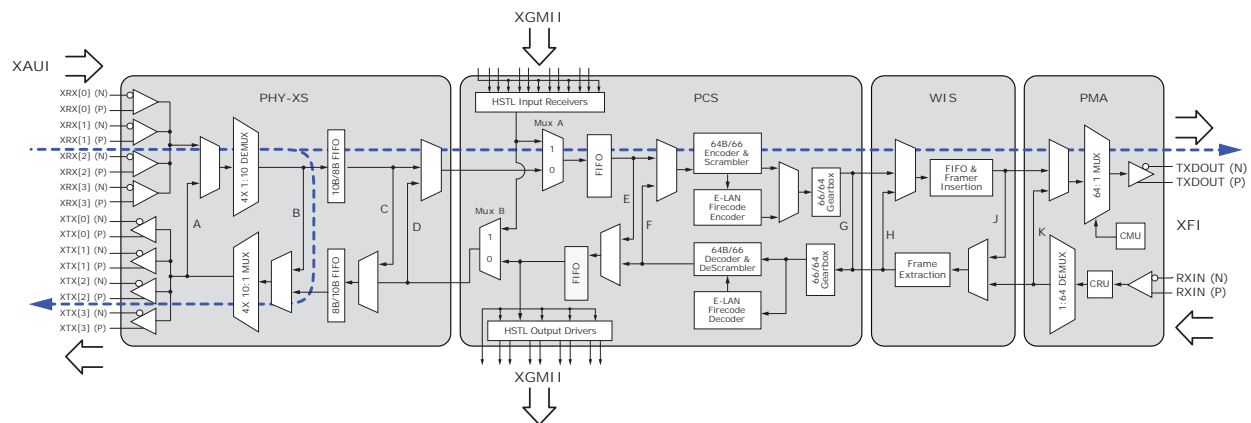 XGMII
XAUI
PHY-XS
PCS
WIS
PMA
XRX[0] (N)
XRX[0] (P)
XRX[1] (N)
XRX[1] (P)
XRX[2] (N)
XRX[2] (P)
XRX[3] (N)
XRX[3] (P)
XTX[0] (N)
XTX[0] (P)
XTX[1] (N)
XTX[1] (P)
XTX[2] (N)
XTX[2] (P)
XTX[3] (N)
XTX[3] (P)
A
4X 1:10 DEMUX
4X 10:1 MUX
B
10B/8B FIFO
8B/10B FIFO
C
D
HSTL Input Receivers
Mux A
1
0
Mux B
1
0
FIFO
FIFO
HSTL Output Drivers
E
F
64B/66
Encoder &
Scrambler
E-LAN
Firecode
Encoder
64B/66
Decoder &
DeScrambler
E-LAN
Firecode
Decoder
66/64
Gearbox
66/64
Gearbox
G
H
FIFO &
Framer
Insertion
Frame
Extraction
J
K
64:1 MUX
1:64 DEMUX
CMU
CRU
TXDOUT (N)
TXDOUT (P)
XFI
RXIN (N)
RXIN (P)
XGMII